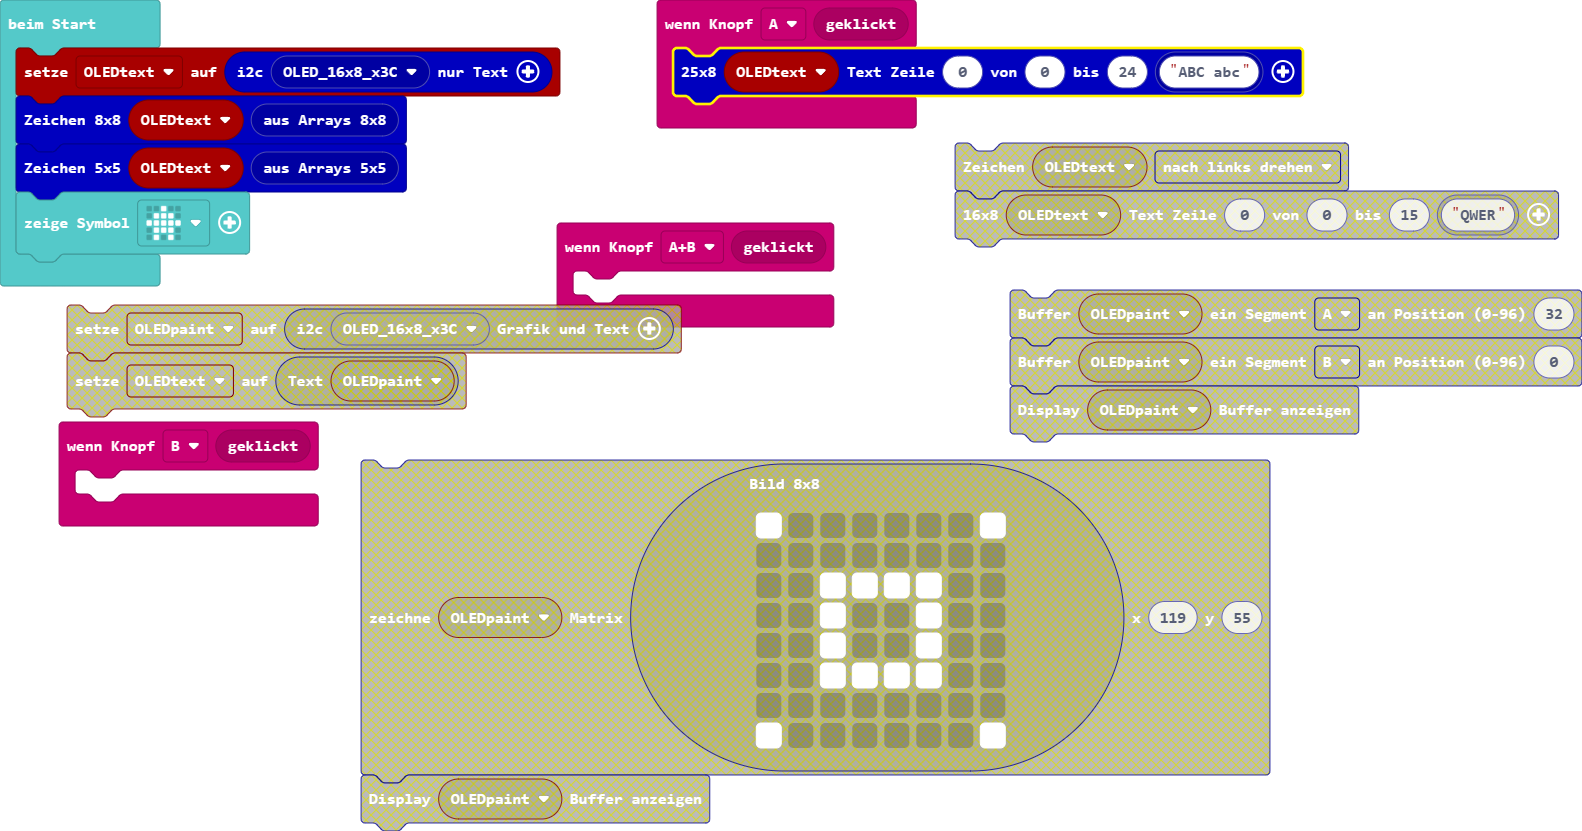 beim Start
setze OLEDtext auf i2c OLED_16x8_x3C nur Text
Zeichen 8x8 OLEDtext aus Arrays 8x8
Zeichen 5x5 OLEDtext aus Arrays 5x5
zeige Symbol
wenn Knopf A geklickt
25x8 OLEDtext Text Zeile 0 von 0 bis 24 "ABC abc"
Zeichen OLEDtext nach links drehen
16x8 OLEDtext Text Zeile 0 von 0 bis 15 "QWER"
wenn Knopf A+B geklickt
setze OLEDpaint auf i2c OLED_16x8_x3C Grafik und Text
setze OLEDtext auf Text OLEDpaint
Buffer OLEDpaint ein Segment A an Position (0-96) 32
Buffer OLEDpaint ein Segment B an Position (0-96) 0
Display OLEDpaint Buffer anzeigen
wenn Knopf B geklickt
Bild 8x8
zeichne OLEDpaint Matrix x 119 y 55
Display OLEDpaint Buffer anzeigen